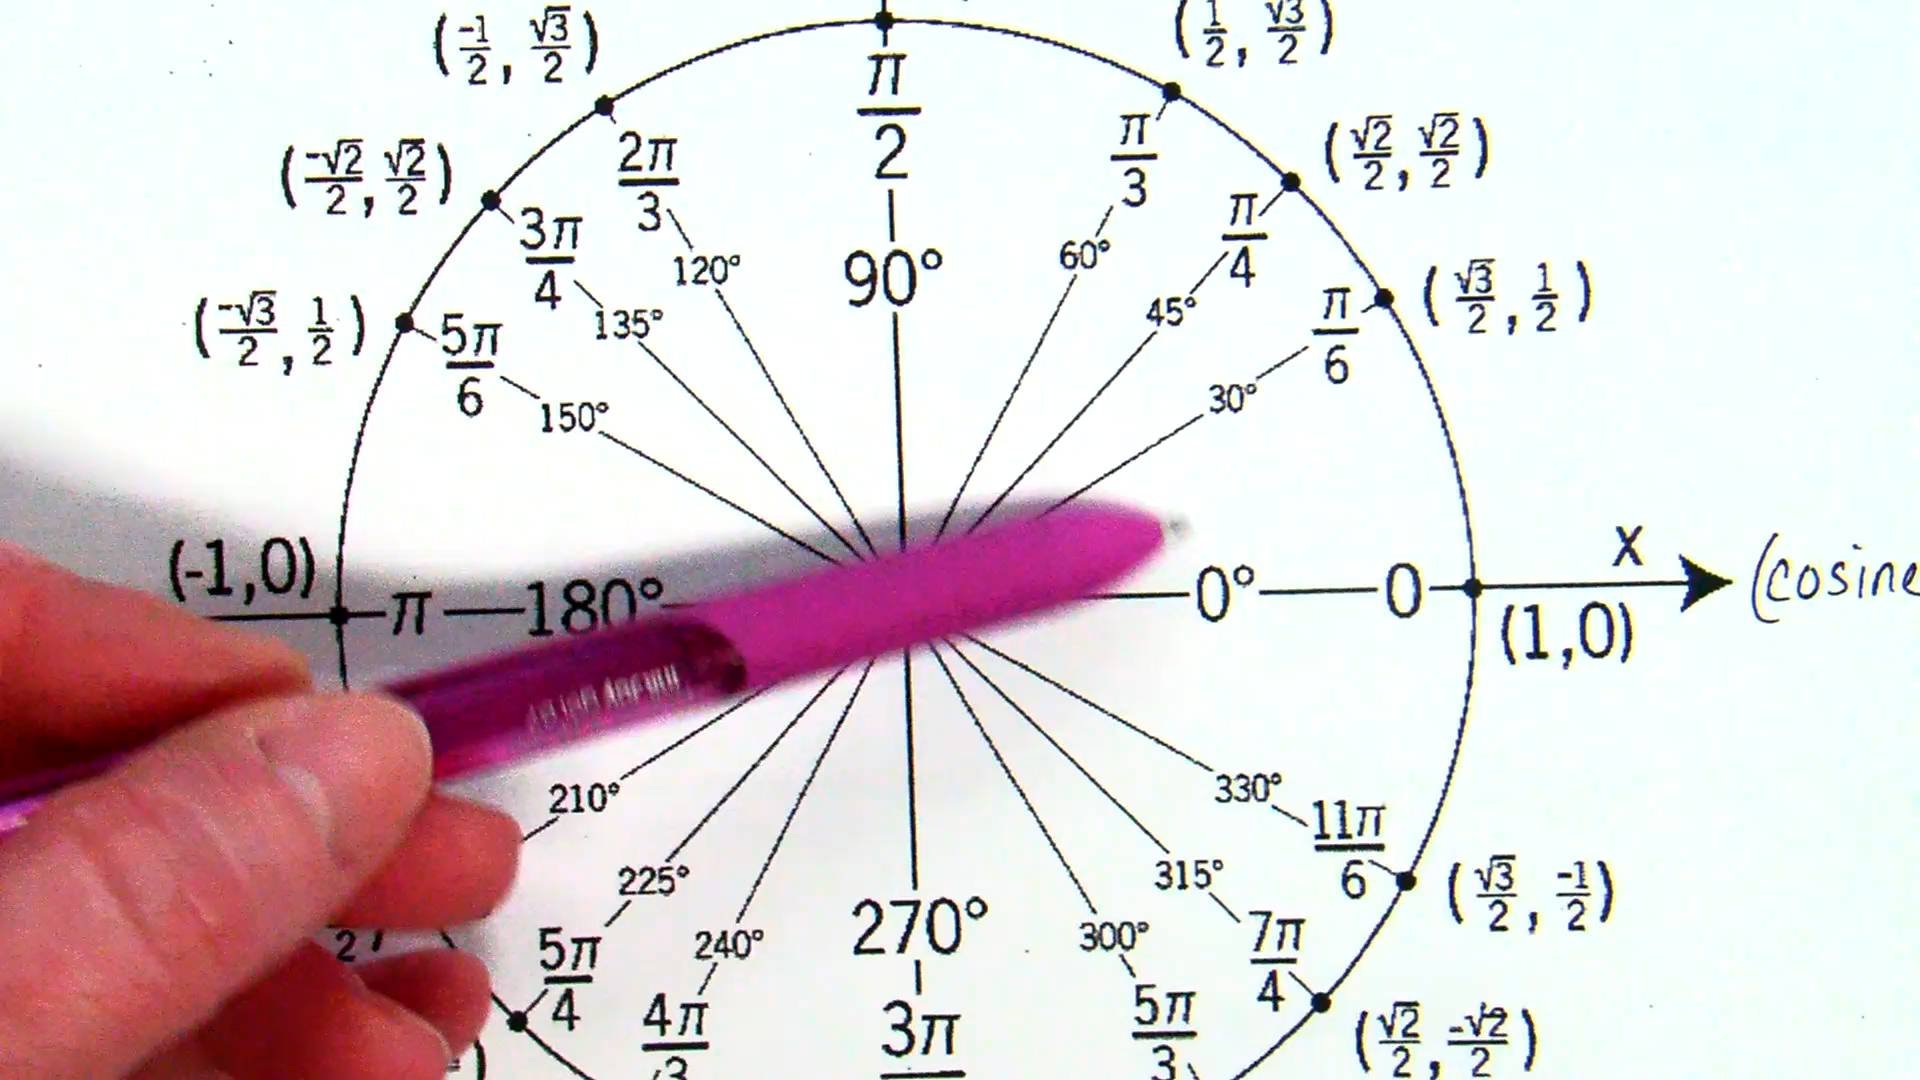 (-1/2, √3/2)
(1/2, √3/2)
π/2
2π/3
π/3
(-√2/2, √2/2)
(√2/2, √2/2)
3π/4
π/4
120°
90°
60°
(-√3/2, 1/2)
(√3/2, 1/2)
5π/6
135°
45°
π/6
150°
30°
(-1,0)
π
180°
0°
0
x
(cosine
(1,0)
210°
330°
11π/6
225°
315°
(√3/2, -1/2)
5π/4
240°
270°
300°
7π/4
4π/3
3π
5π/3
(√2/2, -√2/2)